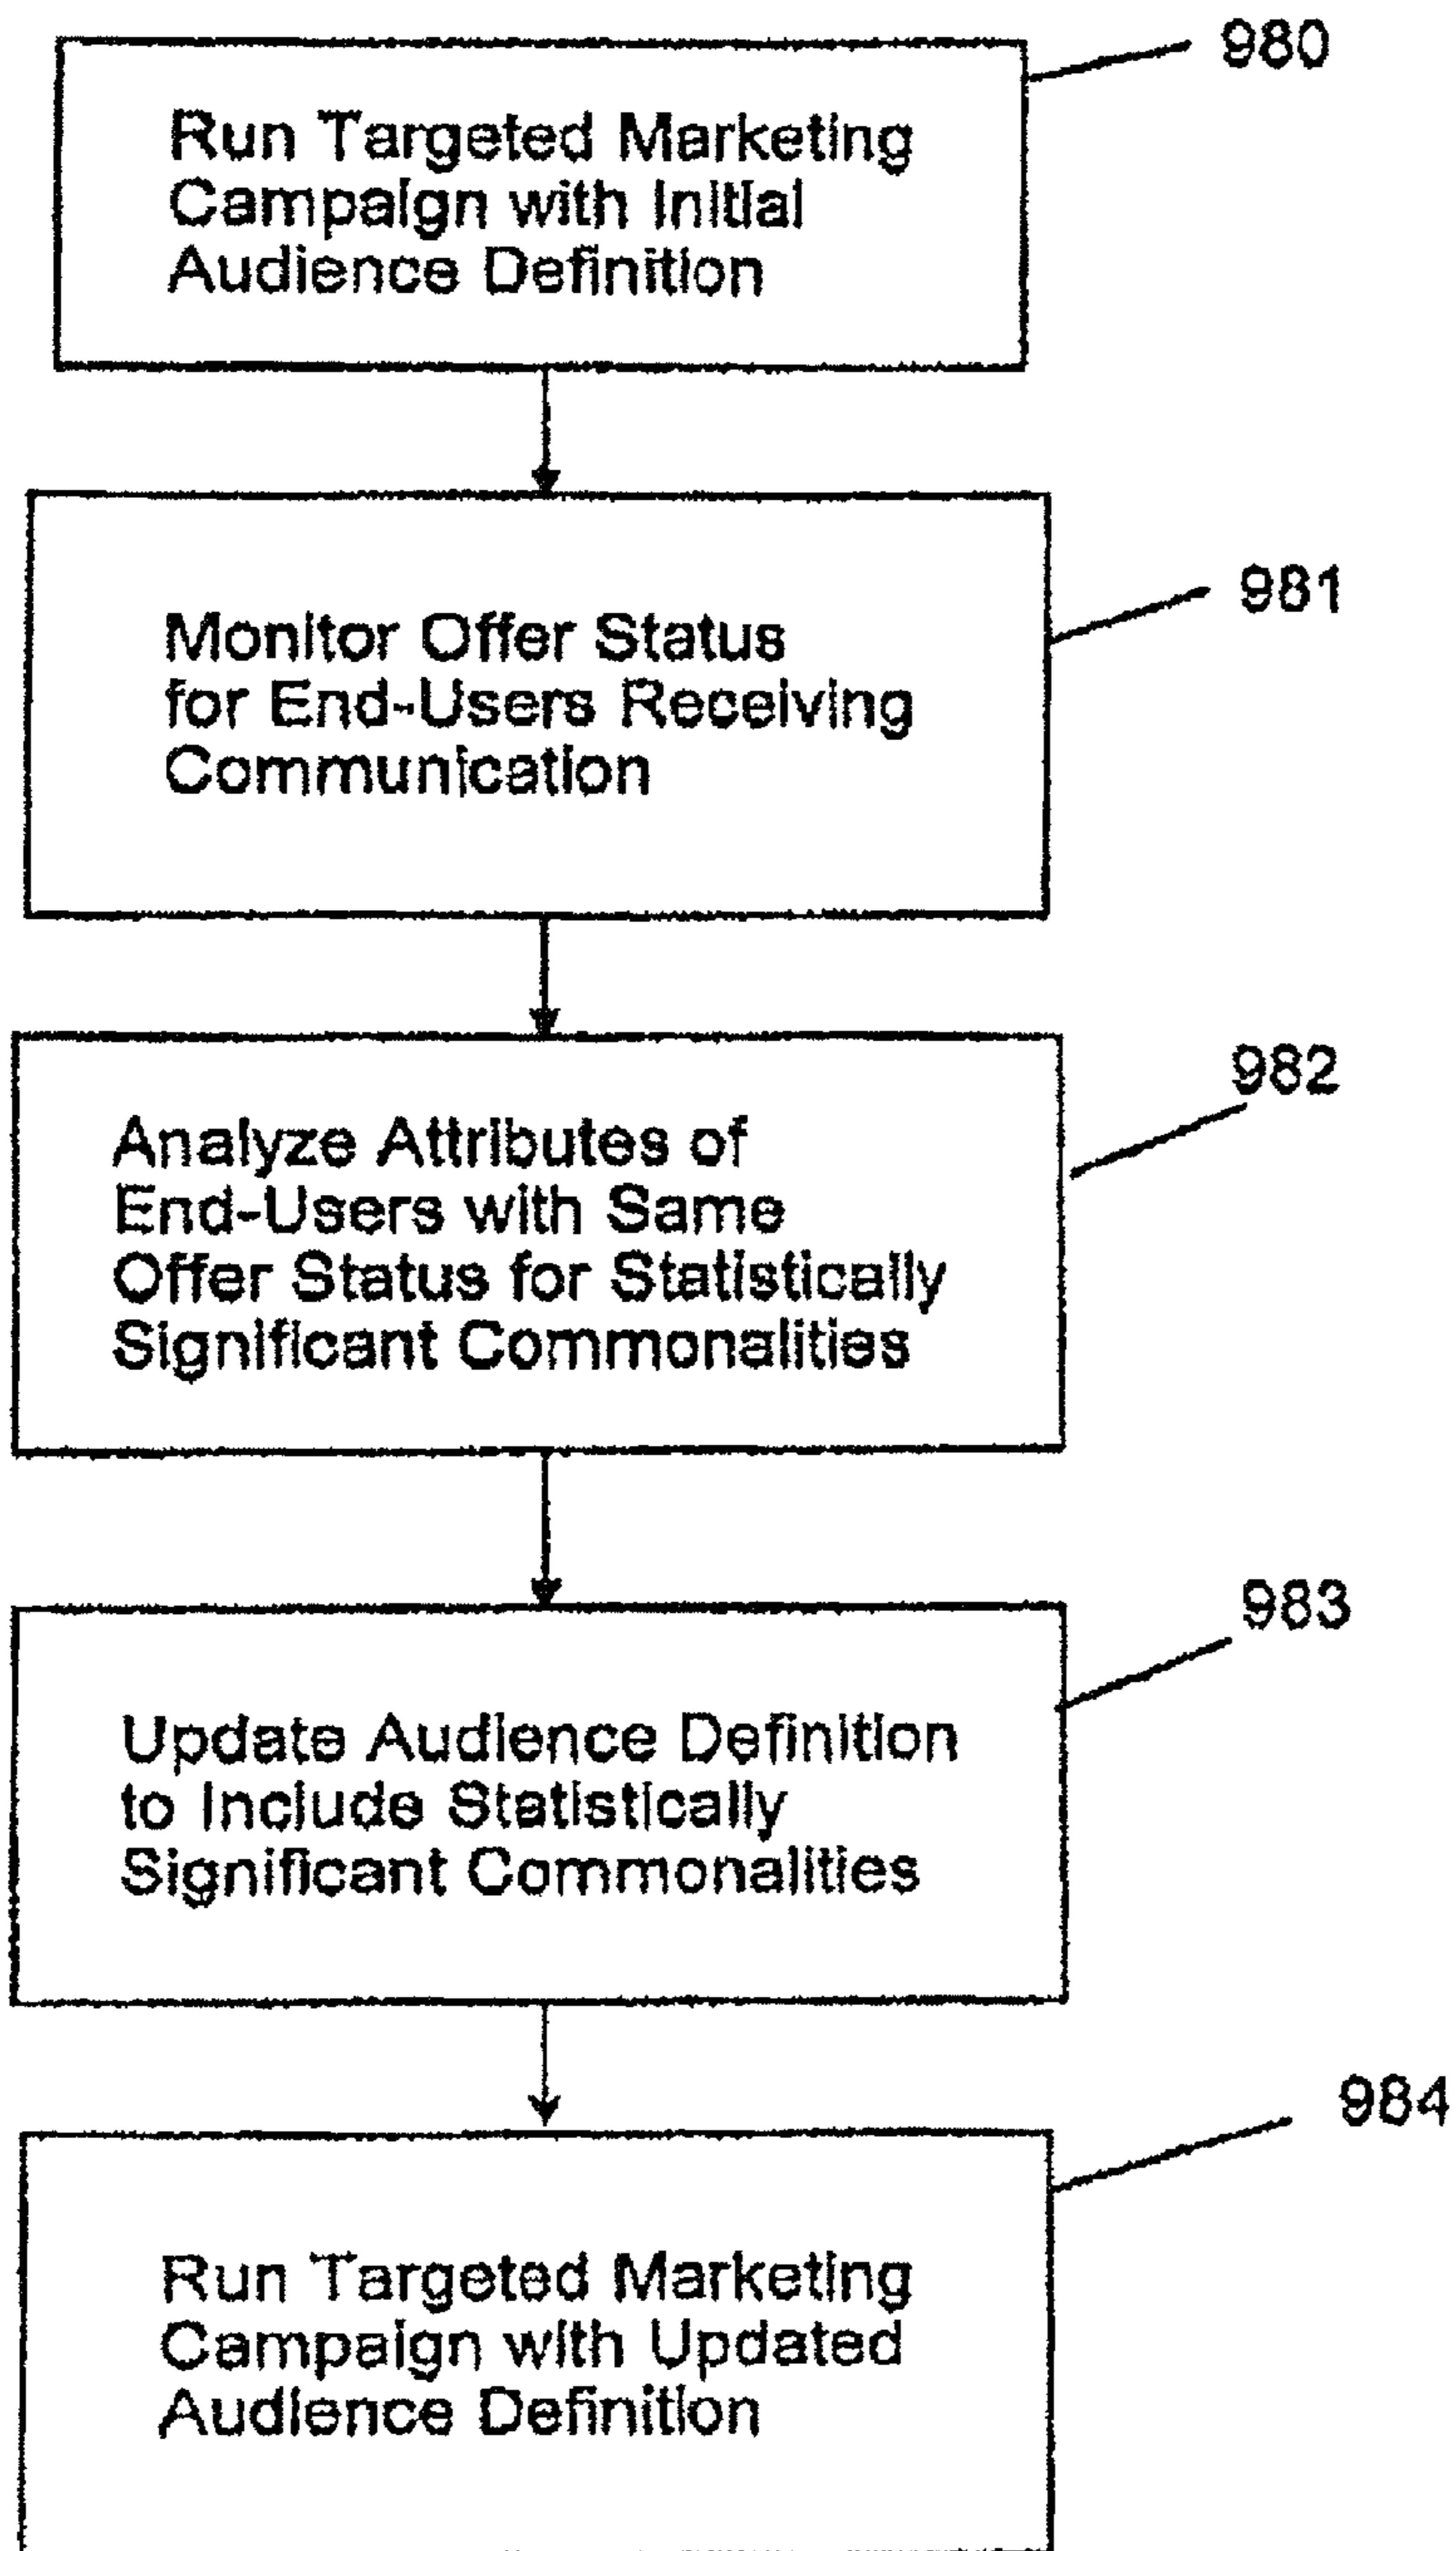 980
Run Targeted Marketing
Campaign with Initial
Audience Definition
981
Monitor Offer Status
for End-Users Receiving
Communication
982
Analyze Attributes of
End-Users with Same
Offer Status for Statistically
Significant Commonalities
983
Update Audience Definition
to Include Statistically
Significant Commonalities
984
Run Targeted Marketing
Campaign with Updated
Audience Definition